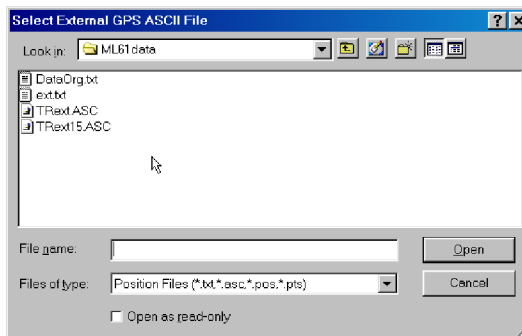 Select External GPS ASCII File
Look in: ML61data
DataOrg.txt
ext.txt
TRext.ASC
TRext15.ASC
File name:
Open
Files of type: Position Files (*.txt,*.asc,*.pos,*.pts)
Cancel
Open as read-only